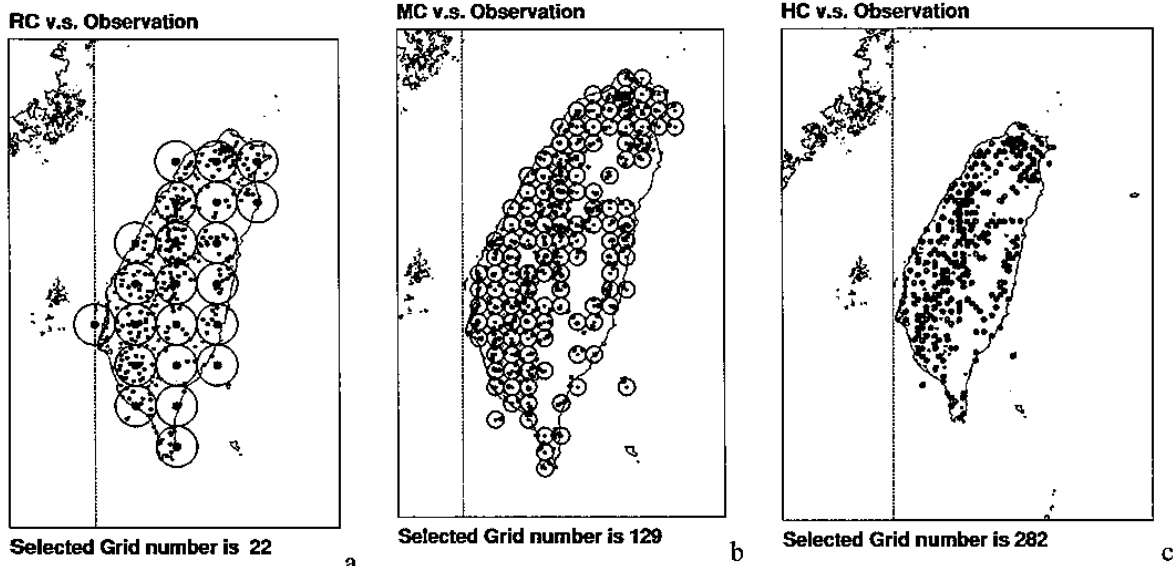 RC v.s. Observation
MC v.s. Observation
HC v.s. Observation
Selected Grid number is 22
a
Selected Grid number is 129
b
Selected Grid number is 282
c